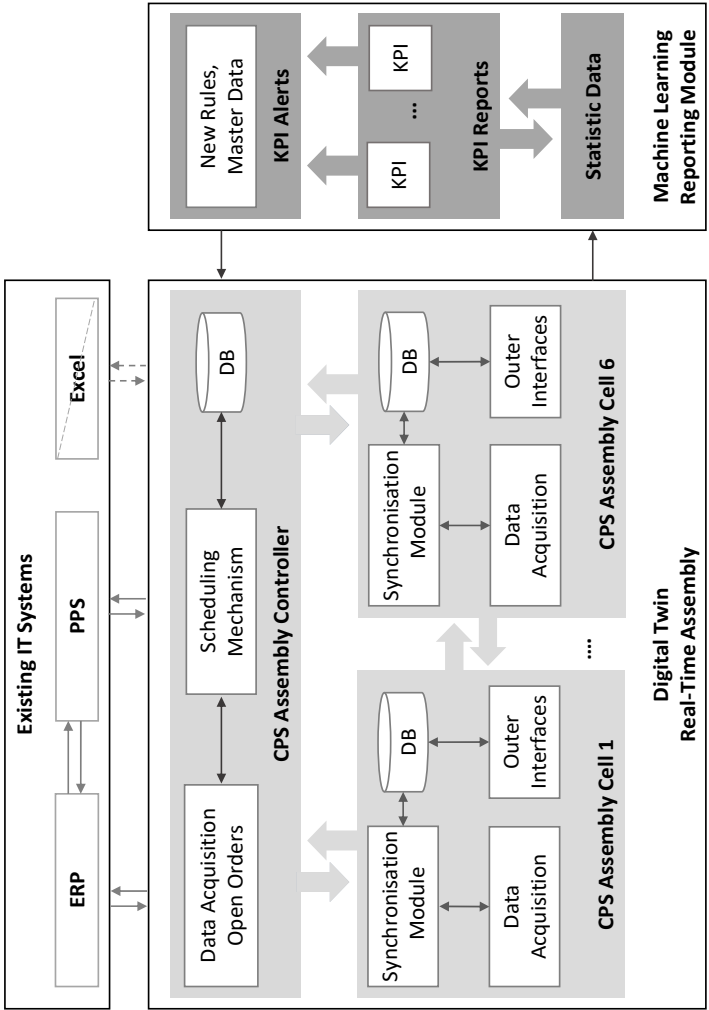 Existing IT Systems
ERP
PPS
Excel
Data Acquisition
Open Orders
Scheduling
Mechanism
DB
CPS Assembly Controller
Synchronisation
Module
DB
Data
Acquisition
Outer
Interfaces
CPS Assembly Cell 1
....
Synchronisation
Module
DB
Data
Acquisition
Outer
Interfaces
CPS Assembly Cell 6
Digital Twin
Real-Time Assembly
New Rules,
Master Data
KPI Alerts
KPI
...
KPI
KPI Reports
Statistic Data
Machine Learning
Reporting Module